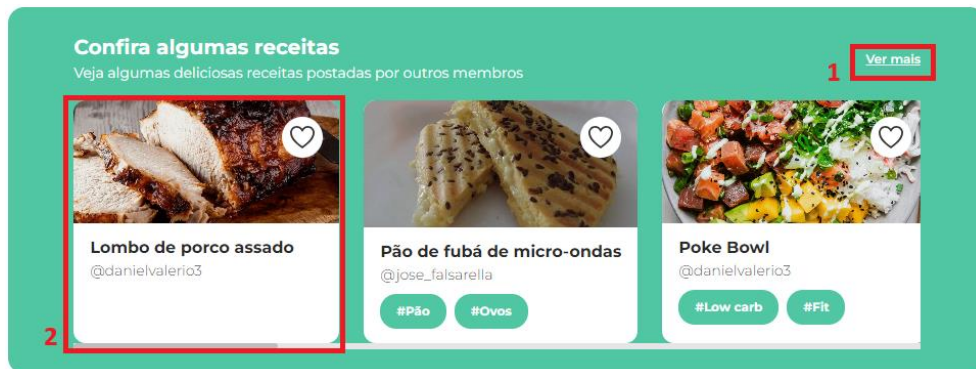 Confira algumas receitas
Veja algumas deliciosas receitas postadas por outros membros
1
Ver mais
Lombo de porco assado
@danielvalerio3
Pão de fubá de micro-ondas
@jose_falsarella
#Pão #Ovos
Poke Bowl
@danielvalerio3
#Low carb #Fit
2